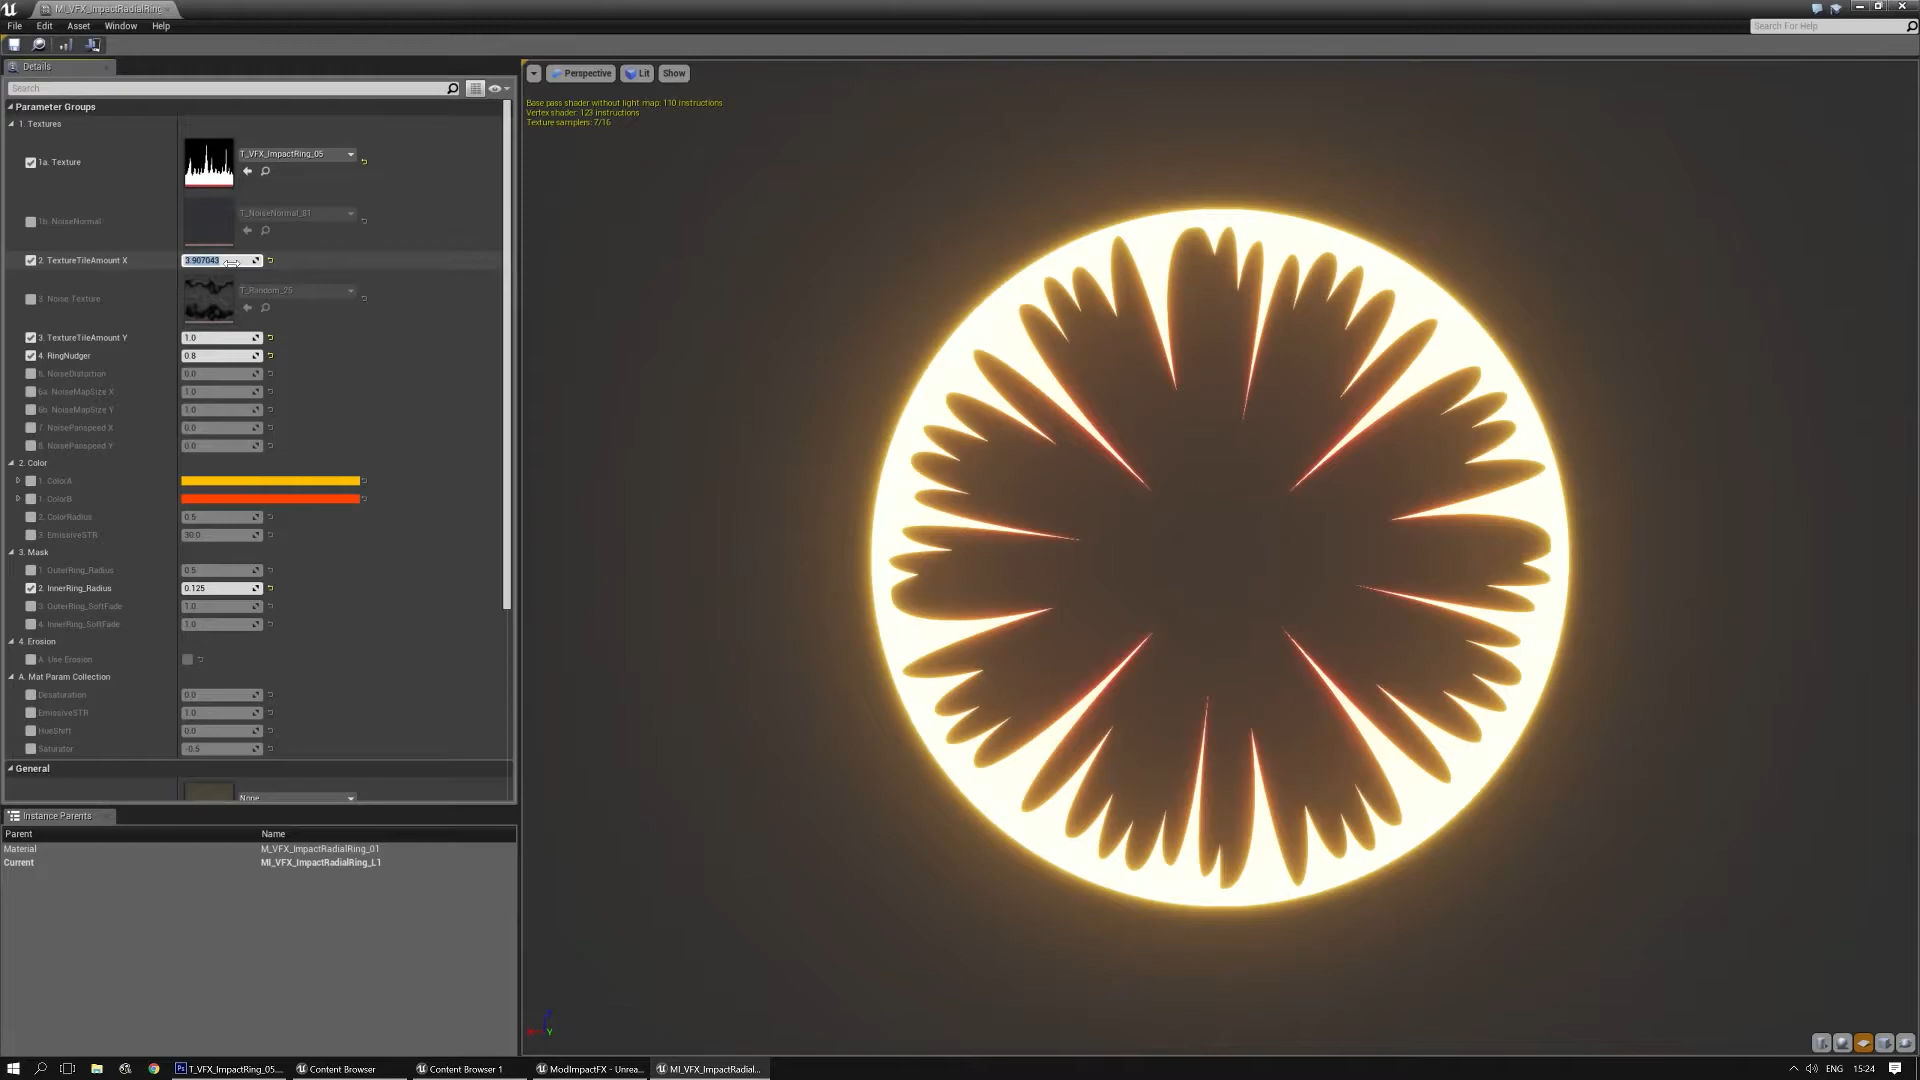 MI_VFX_ImpactRadialRing
File Edit Asset Window Help
Search For Help
Details
Search
Perspective Lit Show
Base pass shader without light map: 110 instructions
Vertex shader: 123 instructions
Texture samplers: 7/16
Parameter Groups
1. Textures
1a. Texture T_VFX_ImpactRing_05
1b. NoiseNormal T_NoiseNormal_81
2. TextureTileAmount X 3.907043
3. Noise Texture T_Random_25
3. TextureTileAmount Y 1.0
4. RingNudger 0.8
5. NoiseDistortion 0.0
6a. NoiseMapSize X 1.0
6b. NoiseMapSize Y 1.0
7. NoisePanspeed X 0.0
8. NoisePanspeed Y 0.0
2. Color
1. ColorA
1. ColorB
2. ColorRadius 0.5
3. EmissiveSTR 30.0
3. Mask
1. OuterRing_Radius 0.5
2. InnerRing_Radius 0.125
3. OuterRing_SoftFade 1.0
4. InnerRing_SoftFade 1.0
4. Erosion
A. Use Erosion
A. Mat Param Collection
Desaturation 0.0
EmissiveSTR 1.0
HueShift 0.0
Saturator -0.5
General
None
Instance Parents
Parent Name
Material M_VFX_ImpactRadialRing_01
Current MI_VFX_ImpactRadialRing_L1
Y
T_VFX_ImpactRing_05... Content Browser Content Browser 1 ModImpactFX - Unrea... MI_VFX_ImpactRadial... ENG 15:24